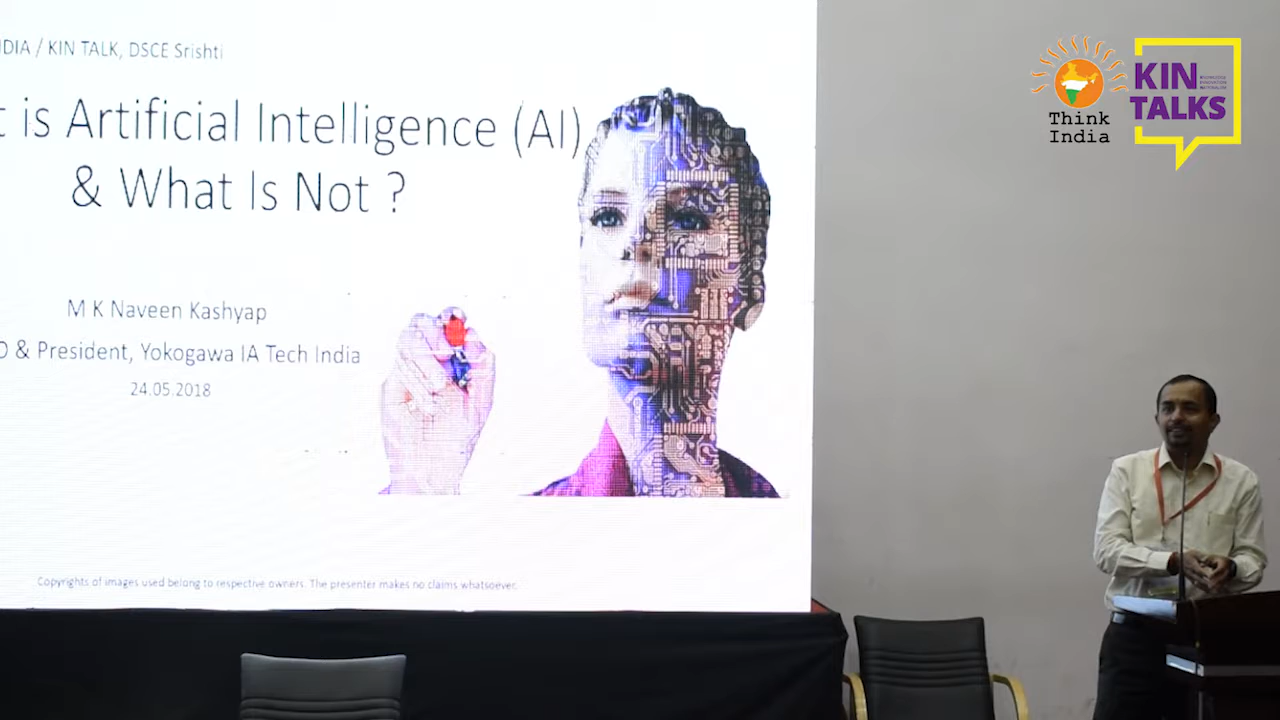 DIA / KIN TALK, DSCE Srishti
t is Artificial Intelligence (AI)
& What Is Not ?
M K Naveen Kashyap
O & President, Yokogawa IA Tech India
24.05.2018
Copyrights of images used belong to respective owners. The presenter makes no claims whatsoever.
Think
India
KIN
TALKS